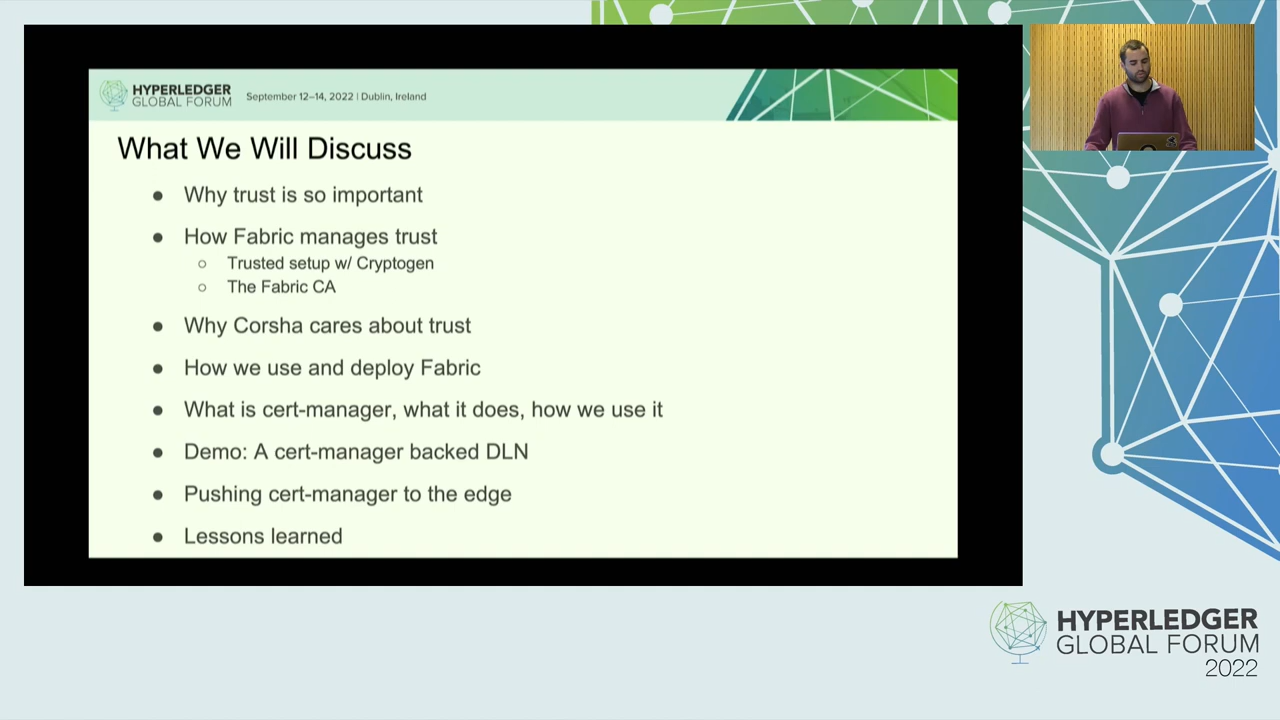 HYPERLEDGER
GLOBAL FORUM
September 12–14, 2022 | Dublin, Ireland
What We Will Discuss
● Why trust is so important
● How Fabric manages trust
○ Trusted setup w/ Cryptogen
○ The Fabric CA
● Why Corsha cares about trust
● How we use and deploy Fabric
● What is cert-manager, what it does, how we use it
● Demo: A cert-manager backed DLN
● Pushing cert-manager to the edge
● Lessons learned
HYPERLEDGER
GLOBAL FORUM
2022